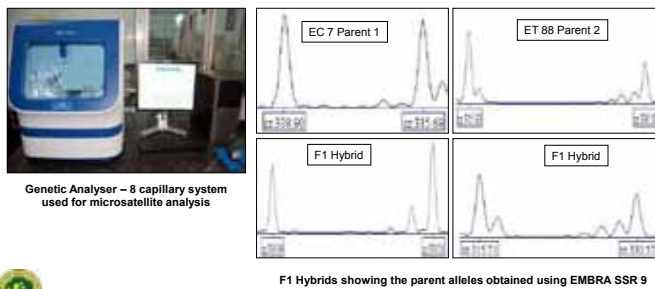 EC 7 Parent 1
ET 88 Parent 2
F1 Hybrid
F1 Hybrid
Genetic Analyser – 8 capillary system
used for microsatellite analysis
F1 Hybrids showing the parent alleles obtained using EMBRA SSR 9